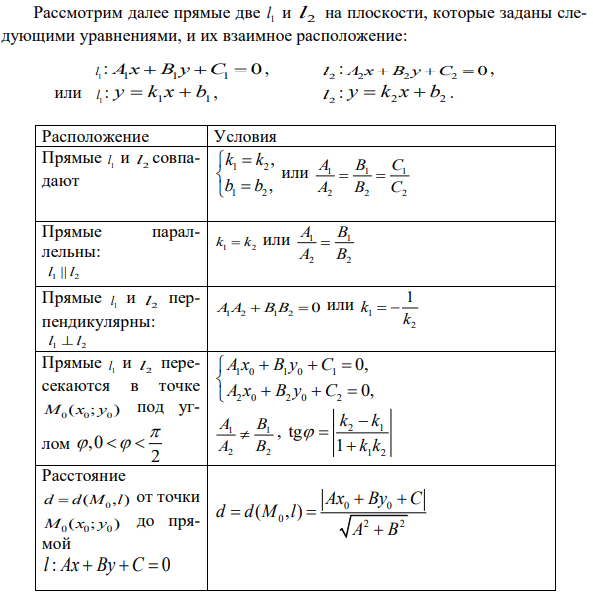 Рассмотрим далее прямые две l₁ и l₂ на плоскости, которые заданы сле-
дующими уравнениями, и их взаимное расположение:
l₁: A₁x + B₁y + C₁ = 0, l₂: A₂x + B₂y + C₂ = 0,
или l₁: y = k₁x + b₁, l₂: y = k₂x + b₂.
Расположение Условия
Прямые l₁ и l₂ совпа-
дают
{k₁ = k₂, b₁ = b₂, или A₁/A₂ = B₁/B₂ = C₁/C₂
Прямые парал-
лельны:
l₁ || l₂
k₁ = k₂ или A₁/A₂ = B₁/B₂
Прямые l₁ и l₂ пер-
пендикулярны:
l₁ ⊥ l₂
A₁A₂ + B₁B₂ = 0 или k₁ = −1/k₂
Прямые l₁ и l₂ пере-
секаются в точке
M₀(x₀; y₀) под уг-
лом φ, 0 < φ < π/2
{A₁x₀ + B₁y₀ + C₁ = 0,
A₂x₀ + B₂y₀ + C₂ = 0,
A₁/A₂ ≠ B₁/B₂, tgφ = |(k₂ − k₁)/(1 + k₁k₂)|
Расстояние
d = d(M₀, l) от точки
M₀(x₀; y₀) до пря-
мой
l: Ax + By + C = 0
d = d(M₀, l) = |Ax₀ + By₀ + C|/√(A² + B²)